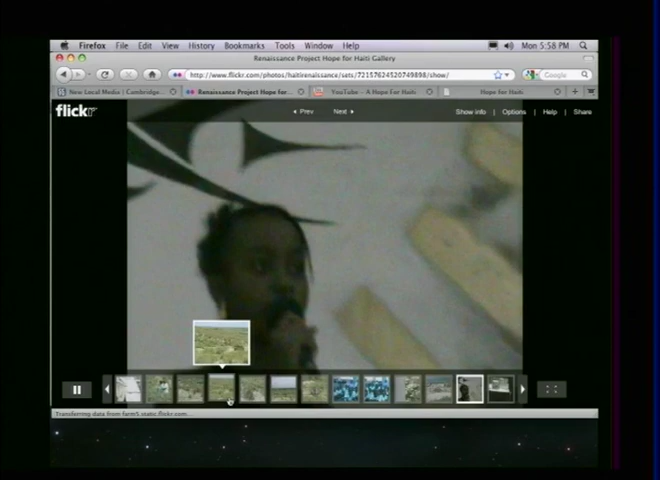 Firefox File Edit View History Bookmarks Tools Window Help Mon 5:58 PM
Renaissance Project Hope for Haiti Gallery
http://www.flickr.com/photos/haitirenaissance/sets/72157624520749898/show/
Google
New Local Media | Cambridge... Renaissance Project Hope for... YouTube - A Hope For Haiti Hope for Haiti
flickr Prev Next Show info | Options | Help | Share
Transferring data from farm5.static.flickr.com...